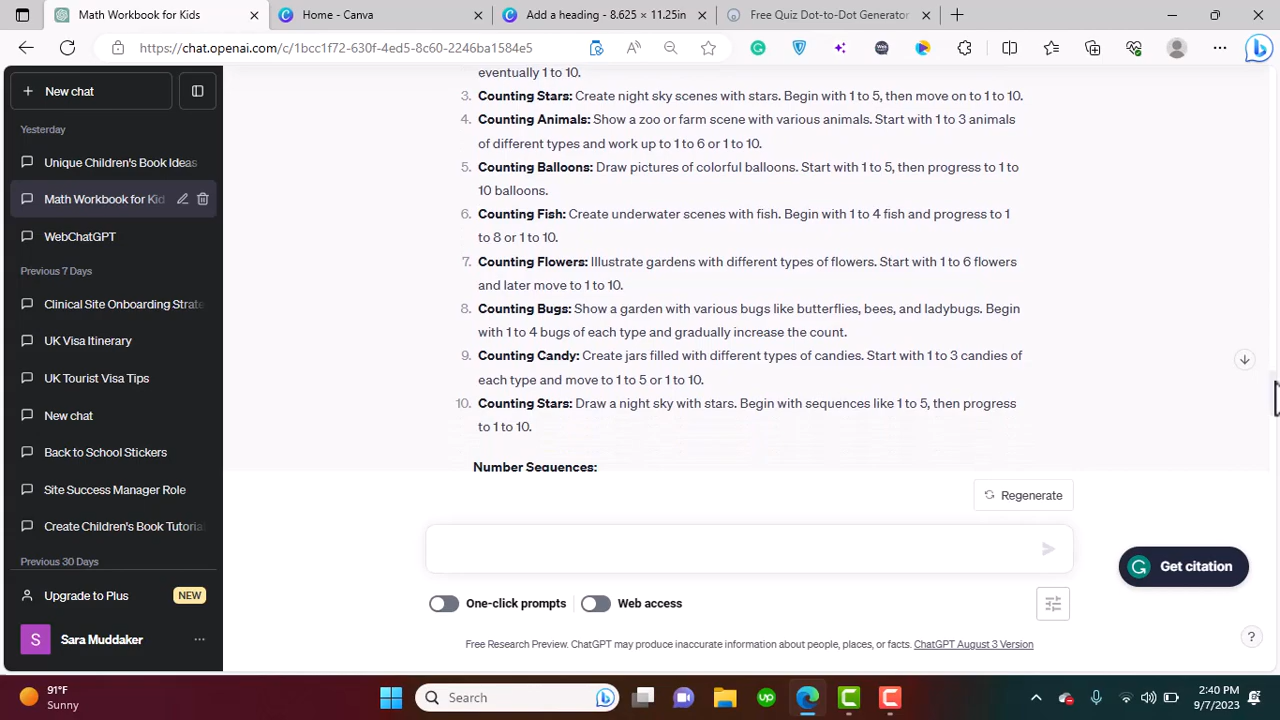 Math Workbook for Kids
Home - Canva
Add a heading - 8.625 × 11.25in
Free Quiz Dot-to-Dot Generator
https://chat.openai.com/c/1bcc1f72-630f-4ed5-8c60-2246ba1584e5
New chat
Yesterday
Unique Children's Book Ideas
Math Workbook for Kid
WebChatGPT
Previous 7 Days
Clinical Site Onboarding Strate
UK Visa Itinerary
UK Tourist Visa Tips
New chat
Back to School Stickers
Site Success Manager Role
Create Children's Book Tutoria
Previous 30 Days
Upgrade to Plus NEW
S Sara Muddaker
eventually 1 to 10.
3. Counting Stars: Create night sky scenes with stars. Begin with 1 to 5, then move on to 1 to 10.
4. Counting Animals: Show a zoo or farm scene with various animals. Start with 1 to 3 animals
of different types and work up to 1 to 6 or 1 to 10.
5. Counting Balloons: Draw pictures of colorful balloons. Start with 1 to 5, then progress to 1 to
10 balloons.
6. Counting Fish: Create underwater scenes with fish. Begin with 1 to 4 fish and progress to 1
to 8 or 1 to 10.
7. Counting Flowers: Illustrate gardens with different types of flowers. Start with 1 to 6 flowers
and later move to 1 to 10.
8. Counting Bugs: Show a garden with various bugs like butterflies, bees, and ladybugs. Begin
with 1 to 4 bugs of each type and gradually increase the count.
9. Counting Candy: Create jars filled with different types of candies. Start with 1 to 3 candies of
each type and move to 1 to 5 or 1 to 10.
10. Counting Stars: Draw a night sky with stars. Begin with sequences like 1 to 5, then progress
to 1 to 10.
Number Sequences:
Regenerate
Get citation
One-click prompts
Web access
Free Research Preview. ChatGPT may produce inaccurate information about people, places, or facts. ChatGPT August 3 Version
?
91°F
Sunny
Search
up
2:40 PM
9/7/2023